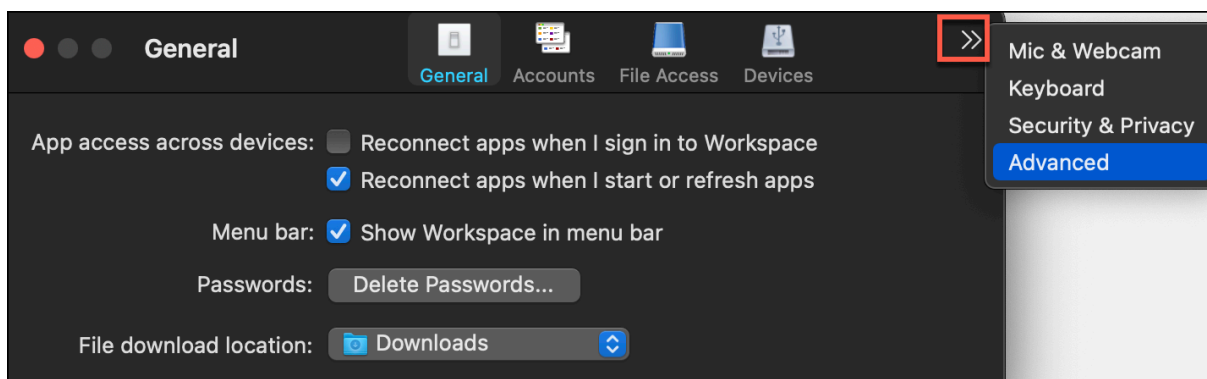 General
General Accounts File Access Devices
Mic & Webcam
Keyboard
Security & Privacy
Advanced
App access across devices: Reconnect apps when I sign in to Workspace
Reconnect apps when I start or refresh apps
Menu bar: Show Workspace in menu bar
Passwords: Delete Passwords...
File download location: Downloads